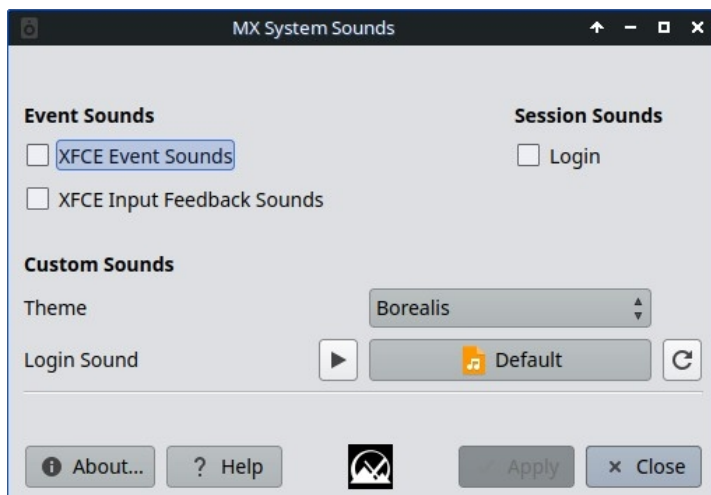 MX System Sounds
Event Sounds
Session Sounds
XFCE Event Sounds
Login
XFCE Input Feedback Sounds
Custom Sounds
Theme
Borealis
Login Sound
Default
About...
? Help
Apply
Close